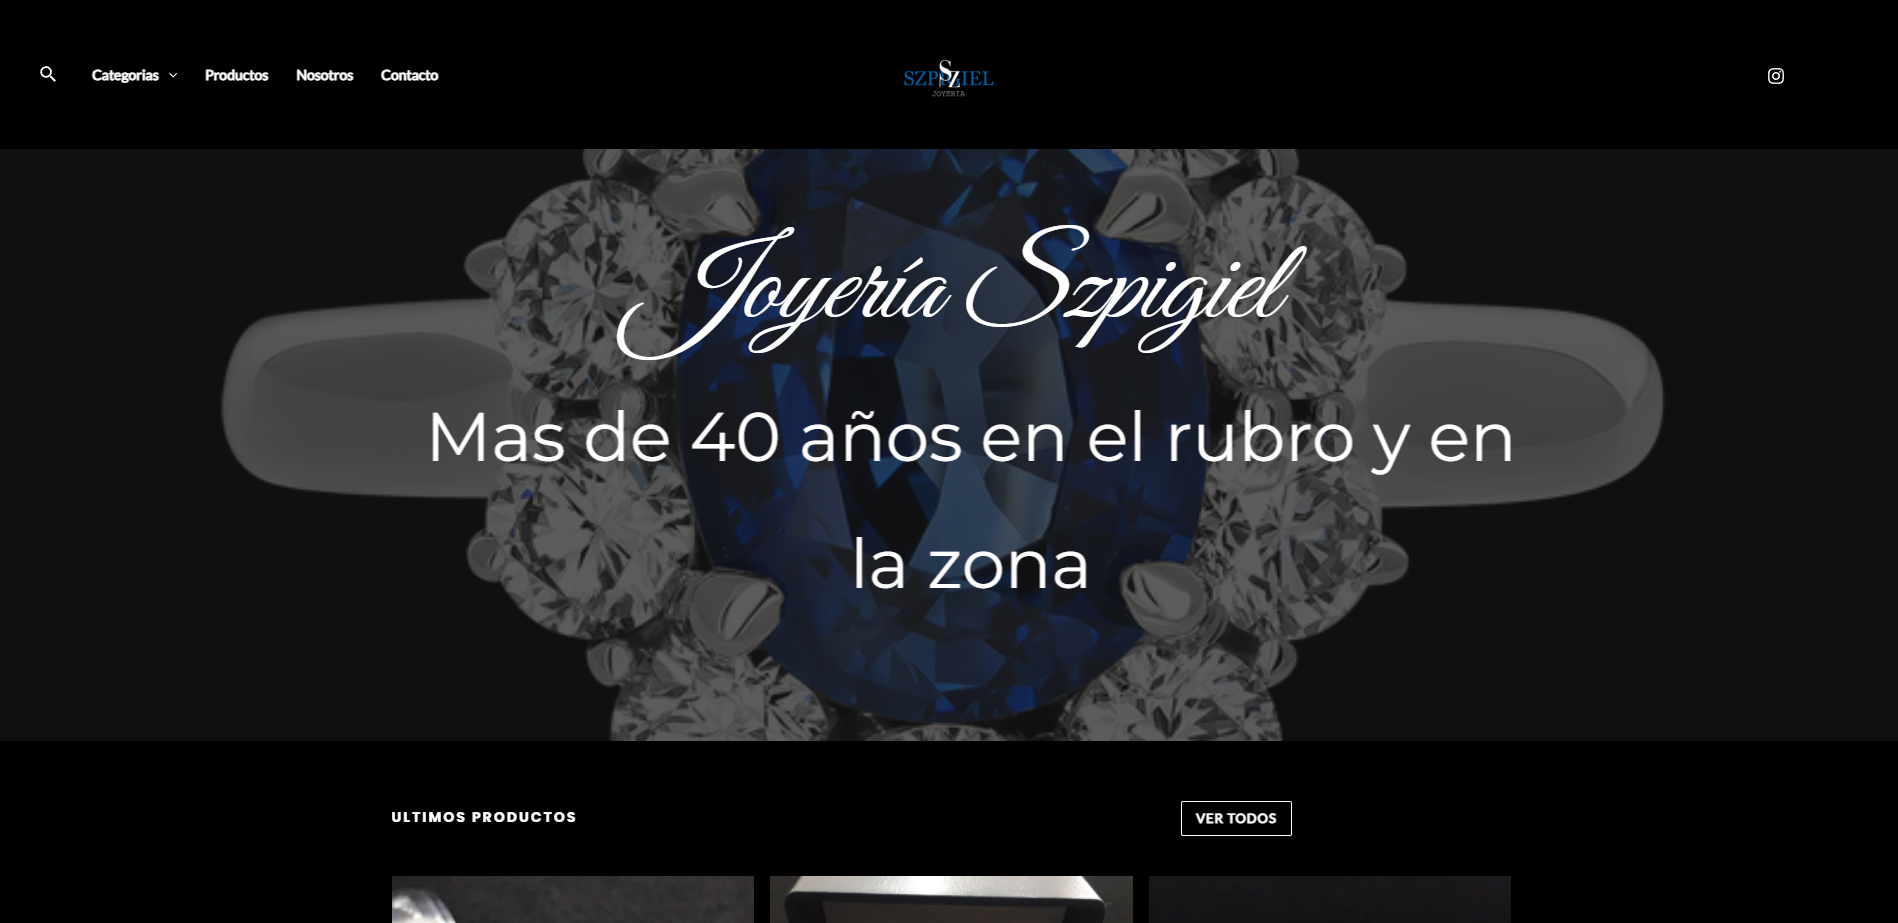 Categorias
Productos
Nosotros
Contacto
SZPIGIEL
SZ
JOYERIA
Joyería Szpigiel
Mas de 40 años en el rubro y en
la zona
ULTIMOS PRODUCTOS
VER TODOS